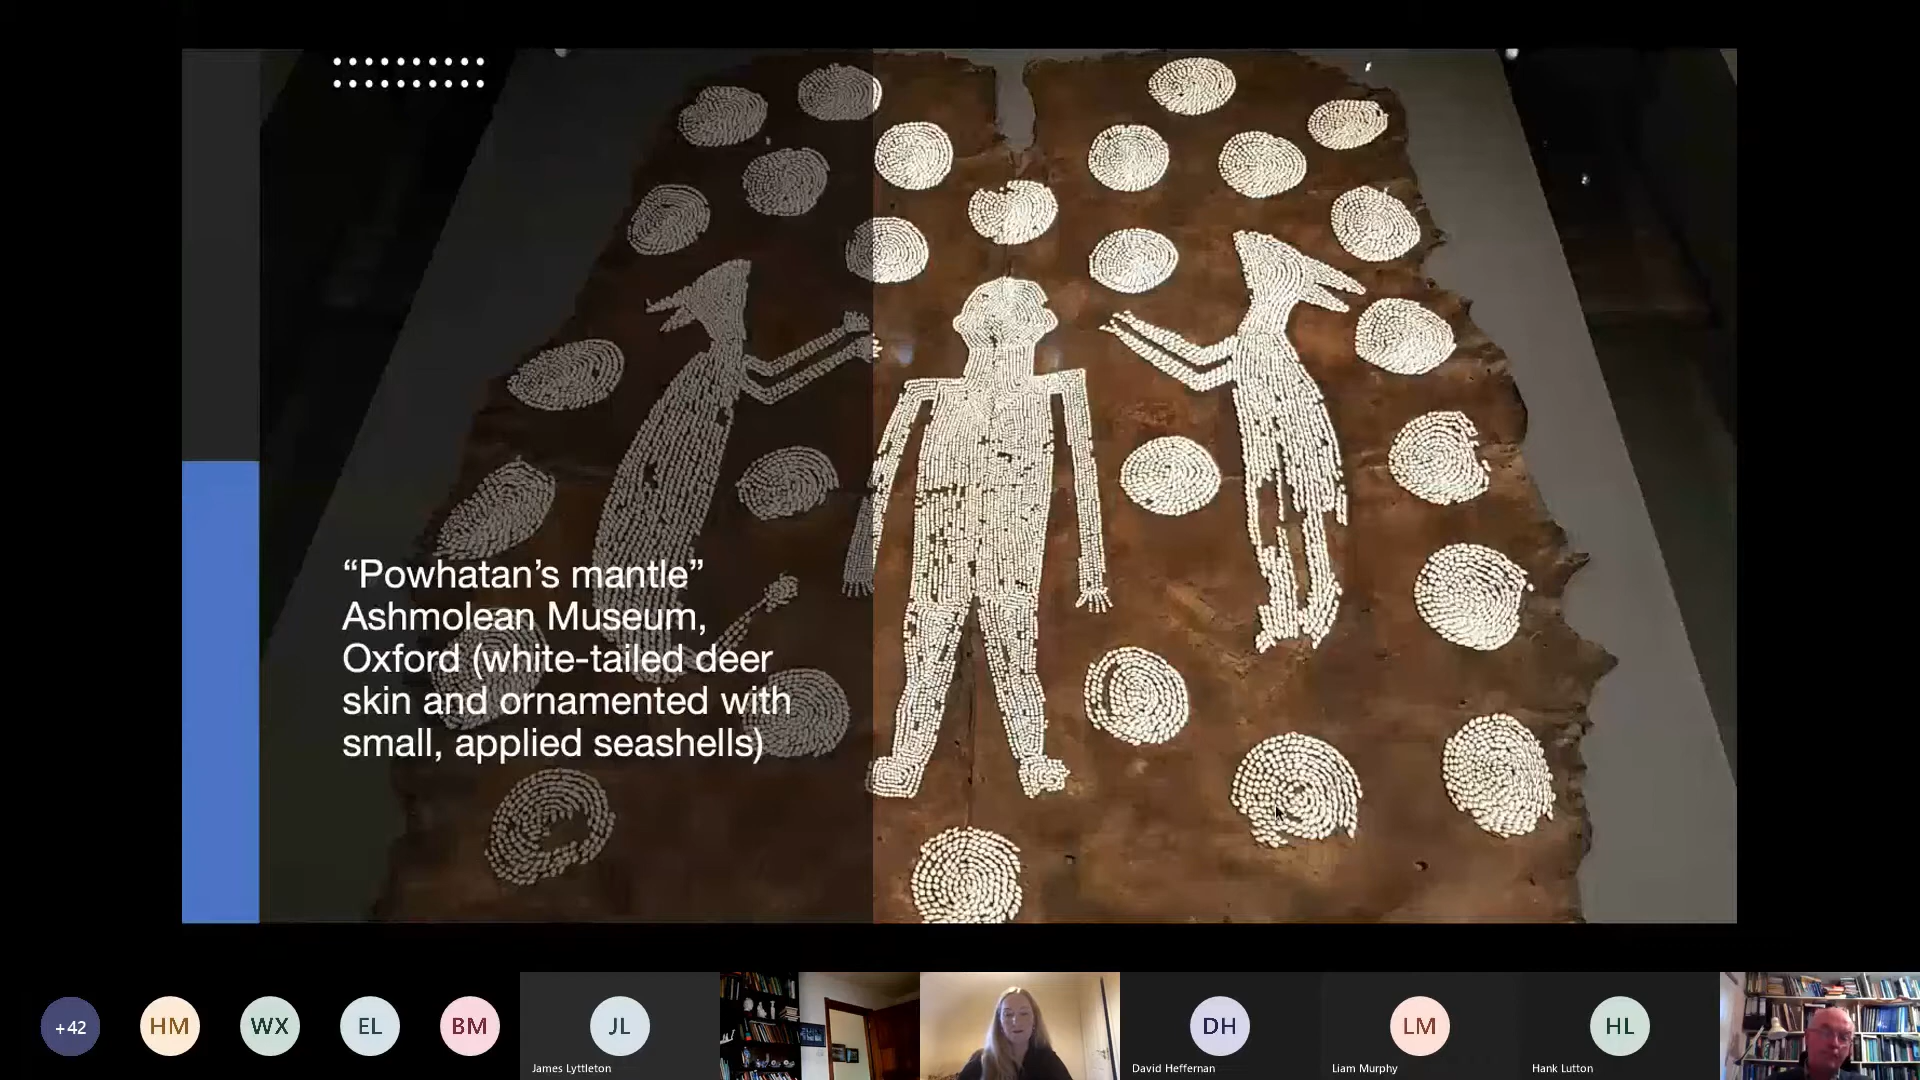 “Powhatan’s mantle”
Ashmolean Museum,
Oxford (white-tailed deer
skin and ornamented with
small, applied seashells)
+42
HM
WX
EL
BM
JL
DH
LM
HL
James Lyttleton
David Heffernan
Liam Murphy
Hank Lutton